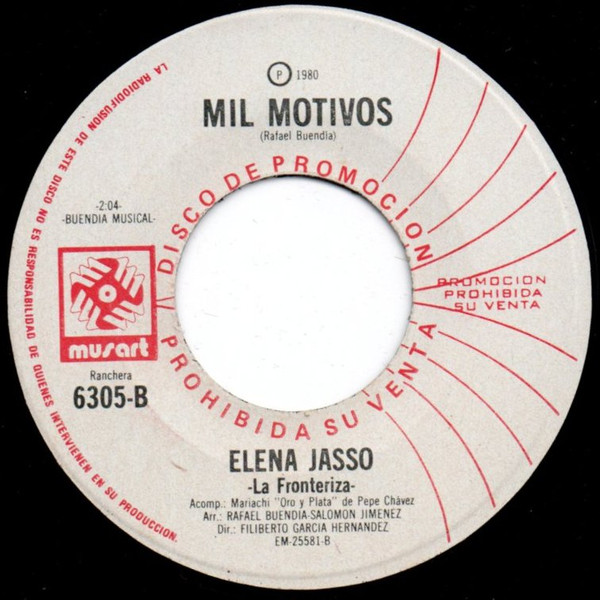 Ⓟ 1980
MIL MOTIVOS
(Rafael Buendía)
-2:04-
-BUENDIA MUSICAL-
DISCO DE PROMOCION
PROHIBIDA SU VENTA
PROMOCION
PROHIBIDA
SU VENTA
musart
Ranchera
6305-B
ELENA JASSO
-La Fronteriza-
Acomp.: Mariachi "Oro y Plata" de Pepe Chávez
Arr.: RAFAEL BUENDIA-SALOMON JIMENEZ
Dir.: FILIBERTO GARCIA HERNANDEZ
EM-25581-B
LA RADIODIFUSION DE ESTE DISCO NO ES RESPONSABILIDAD DE QUIENES INTERVIENEN EN SU PRODUCCION.